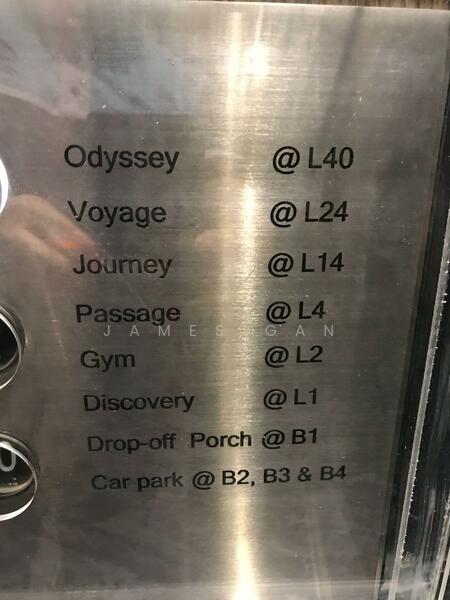 Odyssey @ L40
Voyage @ L24
Journey @ L14
Passage @ L4
JAMES GAN
Gym @ L2
Discovery @ L1
Drop-off Porch @ B1
Car park @ B2, B3 & B4